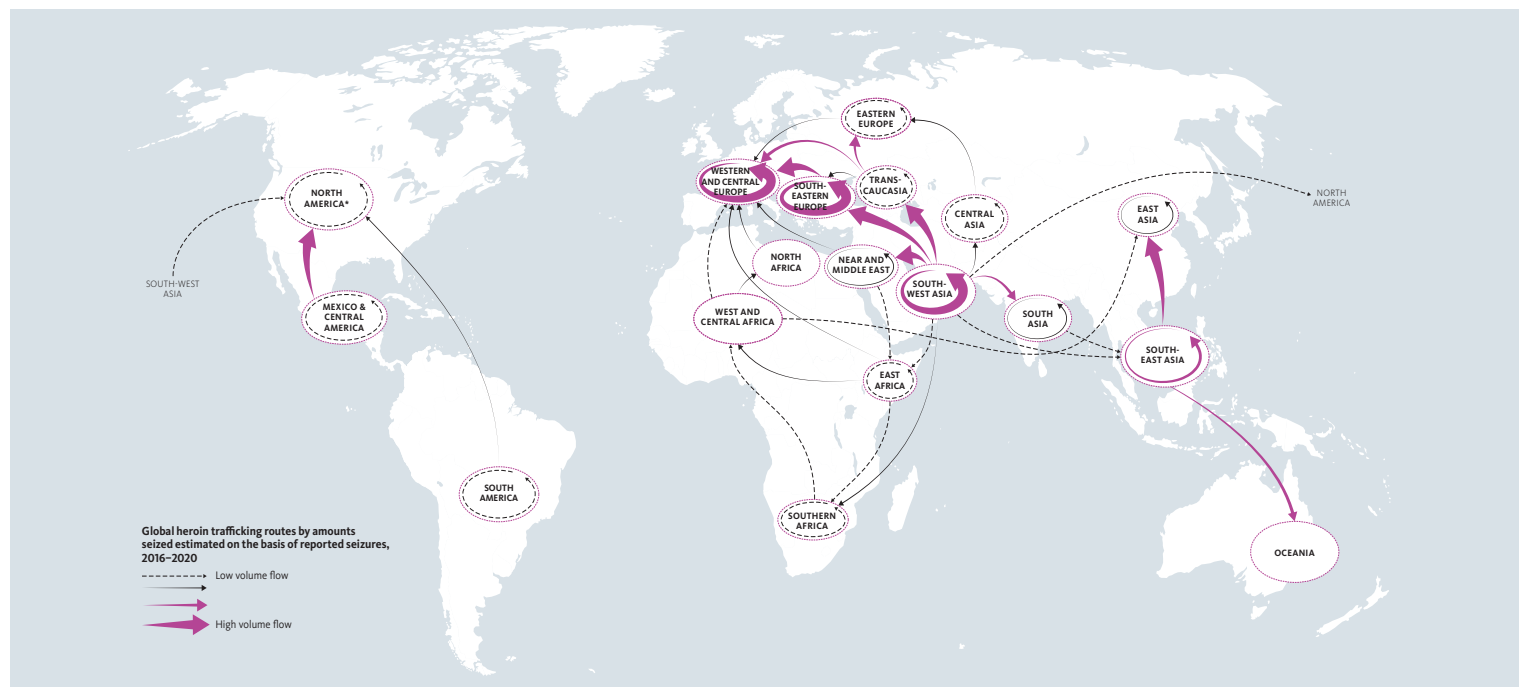 EASTERN
EUROPE
WESTERN
AND CENTRAL
EUROPE
SOUTH-
EASTERN
EUROPE
TRANS-
CAUCASIA
NORTH
AMERICA*
CENTRAL
ASIA
EAST
ASIA
NORTH
AMERICA
NORTH
AFRICA
NEAR AND
MIDDLE EAST
SOUTH-
WEST ASIA
SOUTH-WEST
ASIA
MEXICO &
CENTRAL
AMERICA
WEST AND
CENTRAL AFRICA
SOUTH
ASIA
SOUTH-
EAST ASIA
EAST
AFRICA
SOUTH
AMERICA
SOUTHERN
AFRICA
OCEANIA
Global heroin trafficking routes by amounts
seized estimated on the basis of reported seizures,
2016–2020
Low volume flow
High volume flow